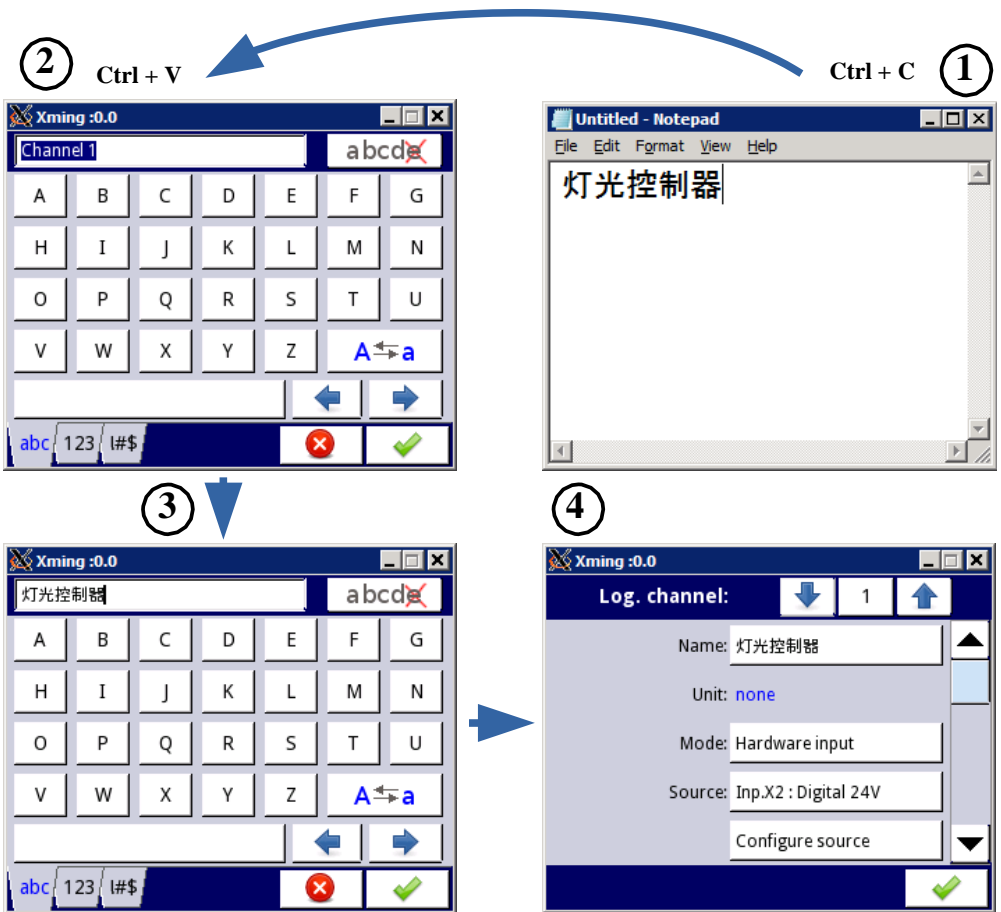 2 Ctrl + V
Ctrl + C 1
Xming :0.0
Channel 1
abcde
A B C D E F G
H I J K L M N
O P Q R S T U
V W X Y Z A a
abc 123 !#$
Untitled - Notepad
File Edit Format View Help
灯光控制器
3
Xming :0.0
灯光控制器
abcde
A B C D E F G
H I J K L M N
O P Q R S T U
V W X Y Z A a
abc 123 !#$
4
Xming :0.0
Log. channel: 1
Name: 灯光控制器
Unit: none
Mode: Hardware input
Source: Inp.X2 : Digital 24V
Configure source